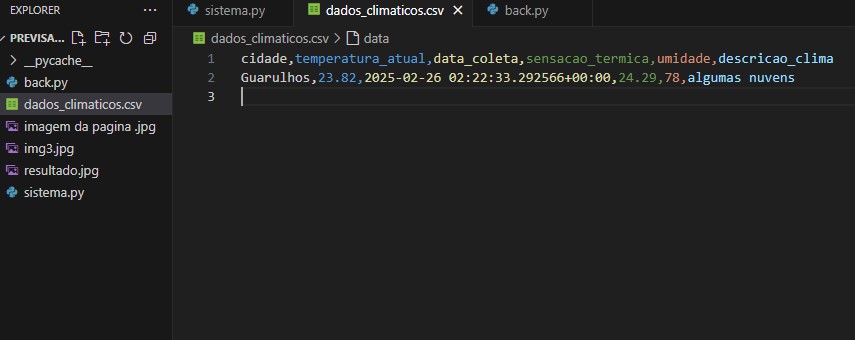 EXPLORER ...
sistema.py
dados_climaticos.csv
back.py
PREVISA...
dados_climaticos.csv > data
__pycache__
back.py
dados_climaticos.csv
imagem da pagina .jpg
img3.jpg
resultado.jpg
sistema.py
1 cidade,temperatura_atual,data_coleta,sensacao_termica,umidade,descricao_clima
2 Guarulhos,23.82,2025-02-26 02:22:33.292566+00:00,24.29,78,algumas nuvens
3